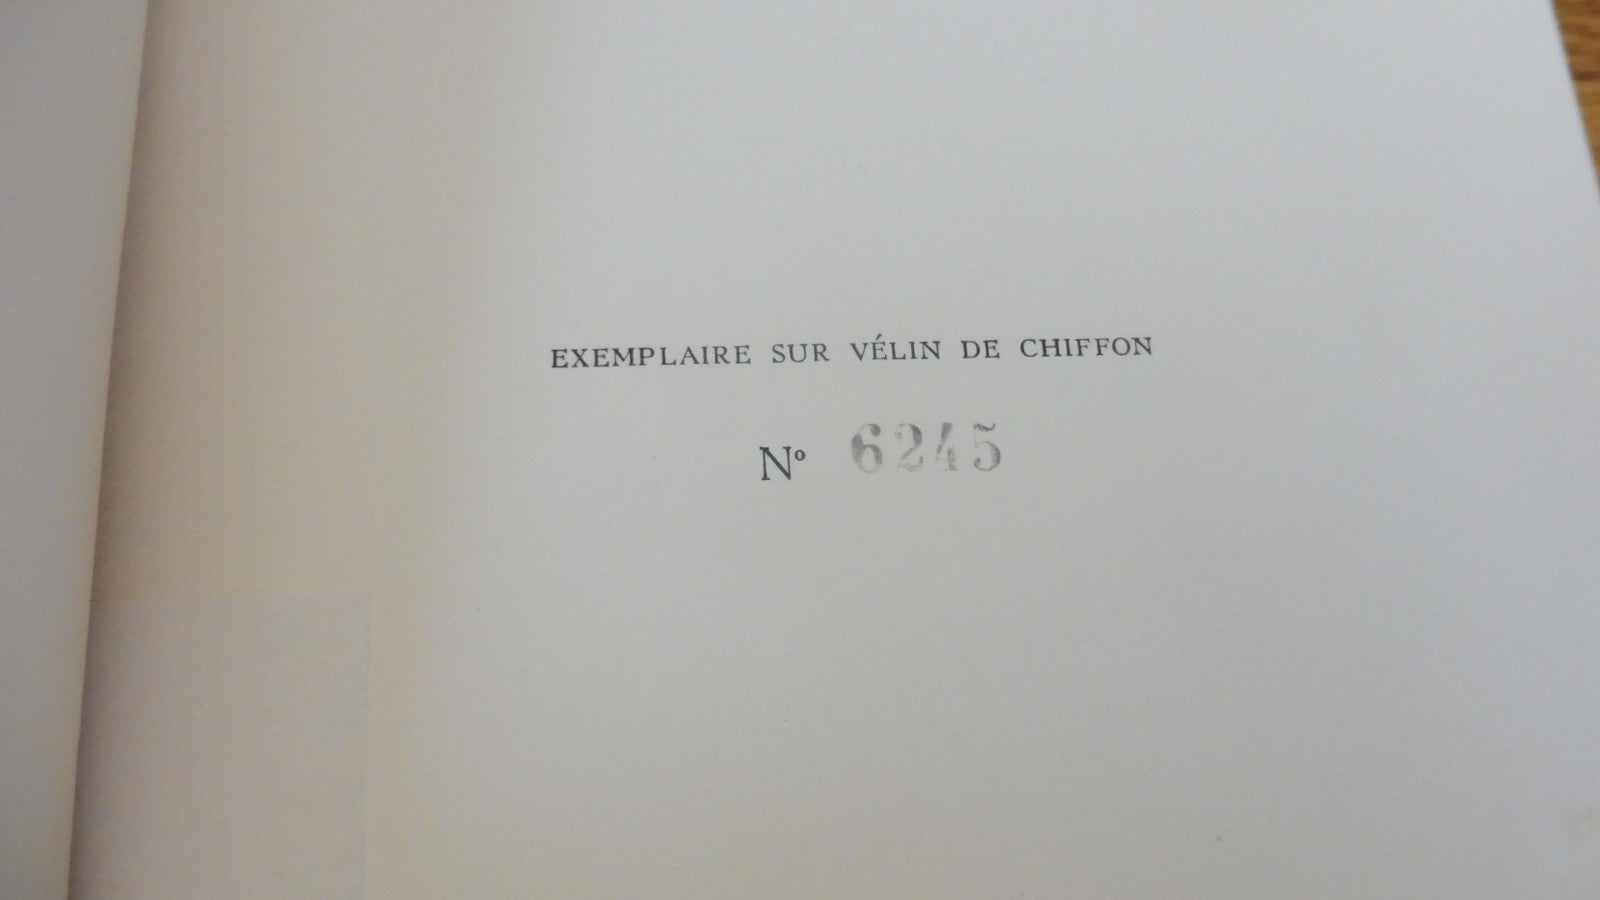 EXEMPLAIRE SUR VÉLIN DE CHIFFON
Nº 6245